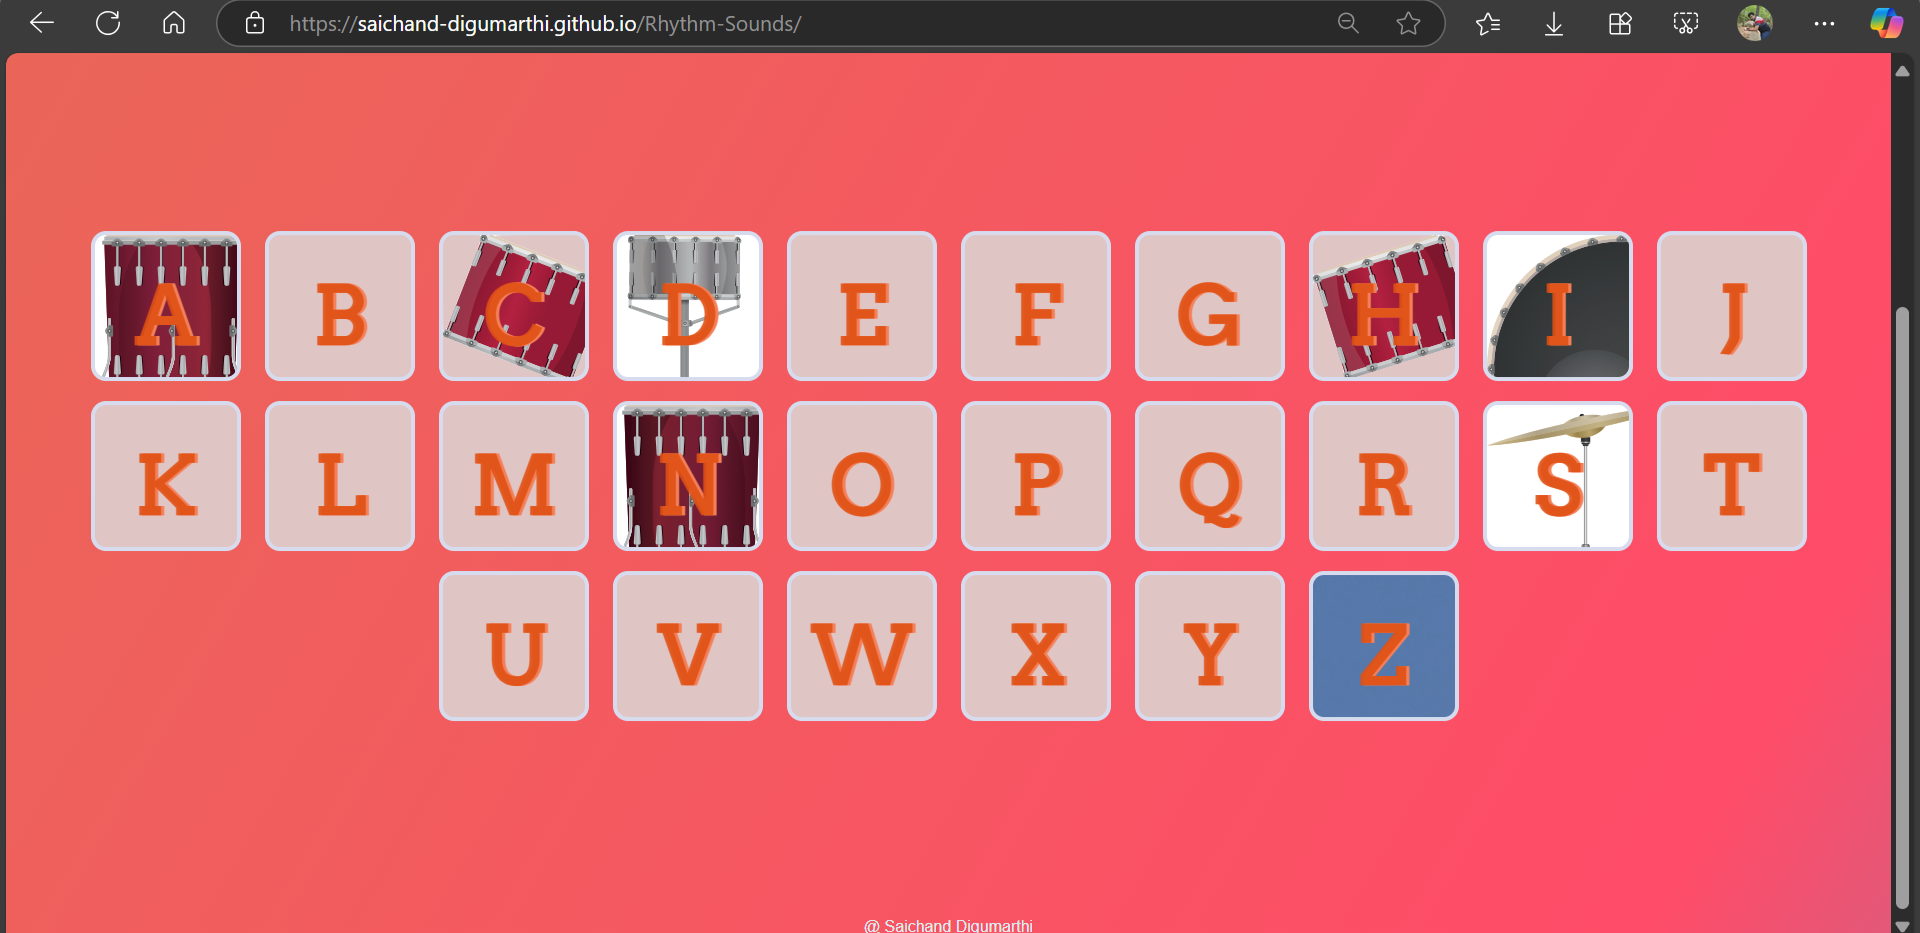 https://saichand-digumarthi.github.io/Rhythm-Sounds/
A B C D E F G H I J
K L M N O P Q R S T
U V W X Y Z
@ Saichand Digumarthi